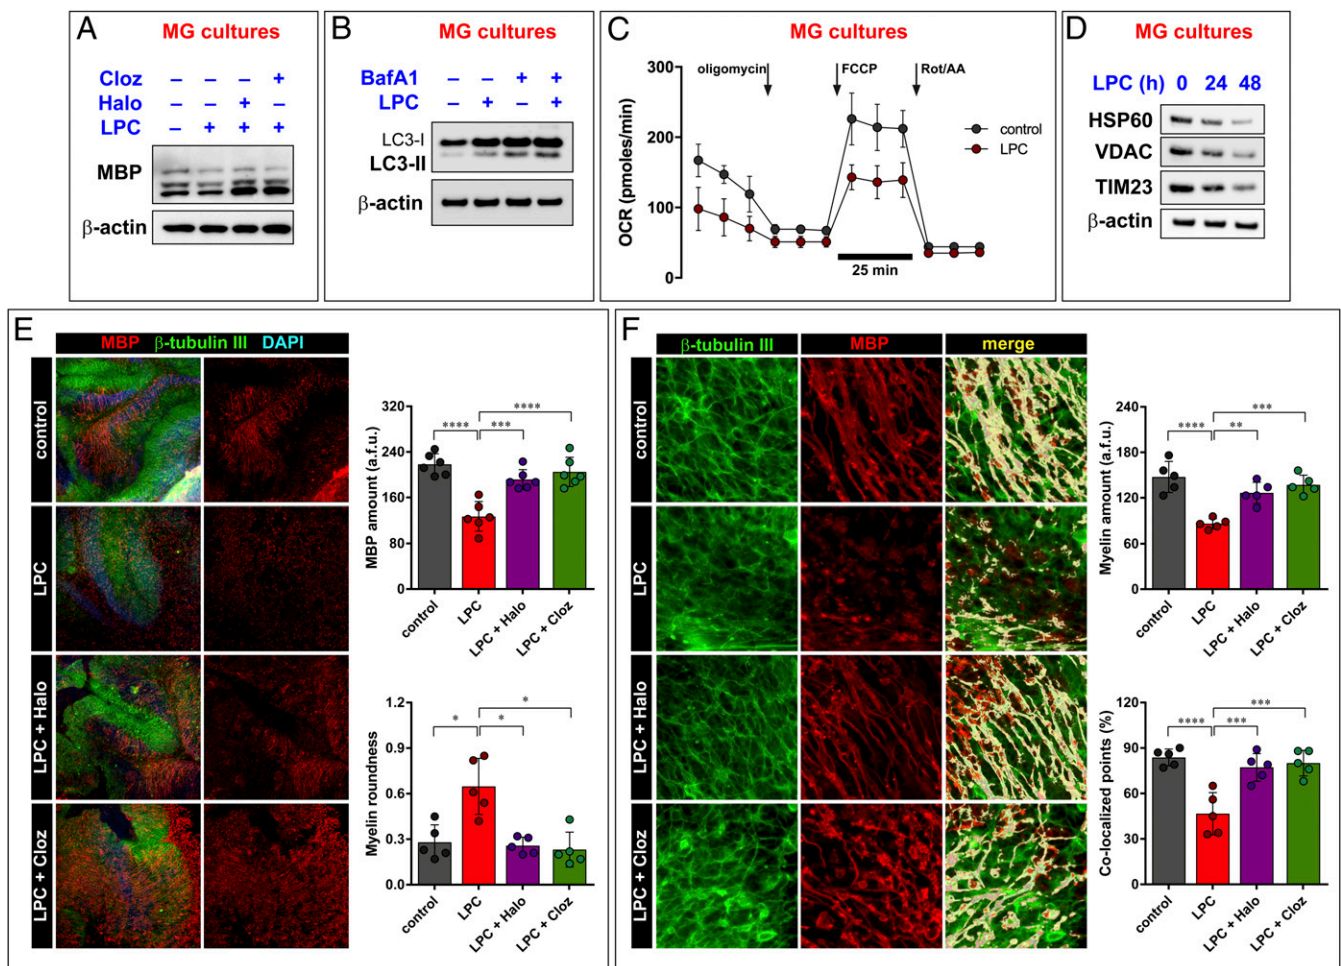 A
MG cultures
Cloz – – – +
Halo – – + –
LPC – + + +
MBP
β-actin
B
MG cultures
BafA1 – – + +
LPC – + – +
LC3-I
LC3-II
β-actin
C
MG cultures
oligomycin
FCCP
Rot/AA
OCR (pmoles/min)
300
200
100
0
control
LPC
25 min
D
MG cultures
LPC (h) 0 24 48
HSP60
VDAC
TIM23
β-actin
E
MBP β-tubulin III DAPI
control
LPC
LPC + Halo
LPC + Cloz
MBP amount (a.f.u.)
320
240
160
80
0
****
**** ***
control
LPC
LPC + Halo
LPC + Cloz
Myelin roundness
1.2
0.9
0.6
0.3
0.0
*
* *
control
LPC
LPC + Halo
LPC + Cloz
F
β-tubulin III
MBP
merge
control
LPC
LPC + Halo
LPC + Cloz
Myelin amount (a.f.u.)
240
180
120
60
0
***
**** **
control
LPC
LPC + Halo
LPC + Cloz
Co-localized points (%)
120
90
60
30
0
***
**** ***
control
LPC
LPC + Halo
LPC + Cloz